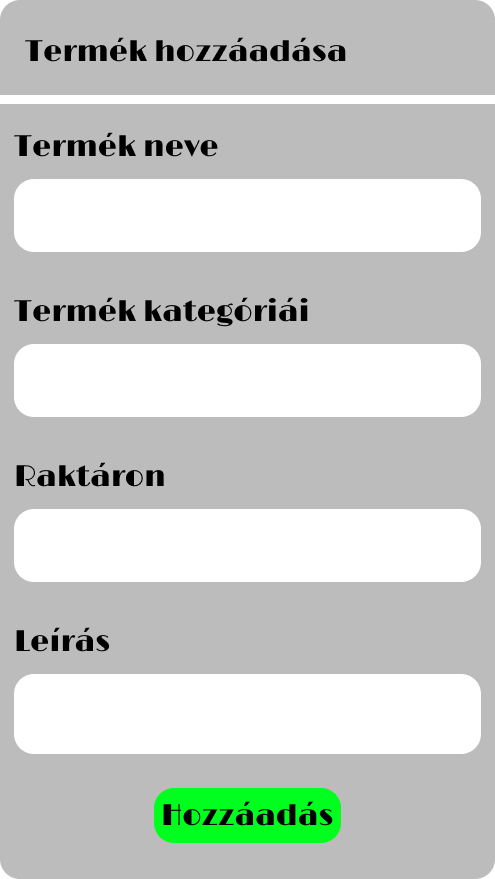 Termék hozzáadása
Termék neve
Termék kategóriái
Raktáron
Leírás
Hozzáadás